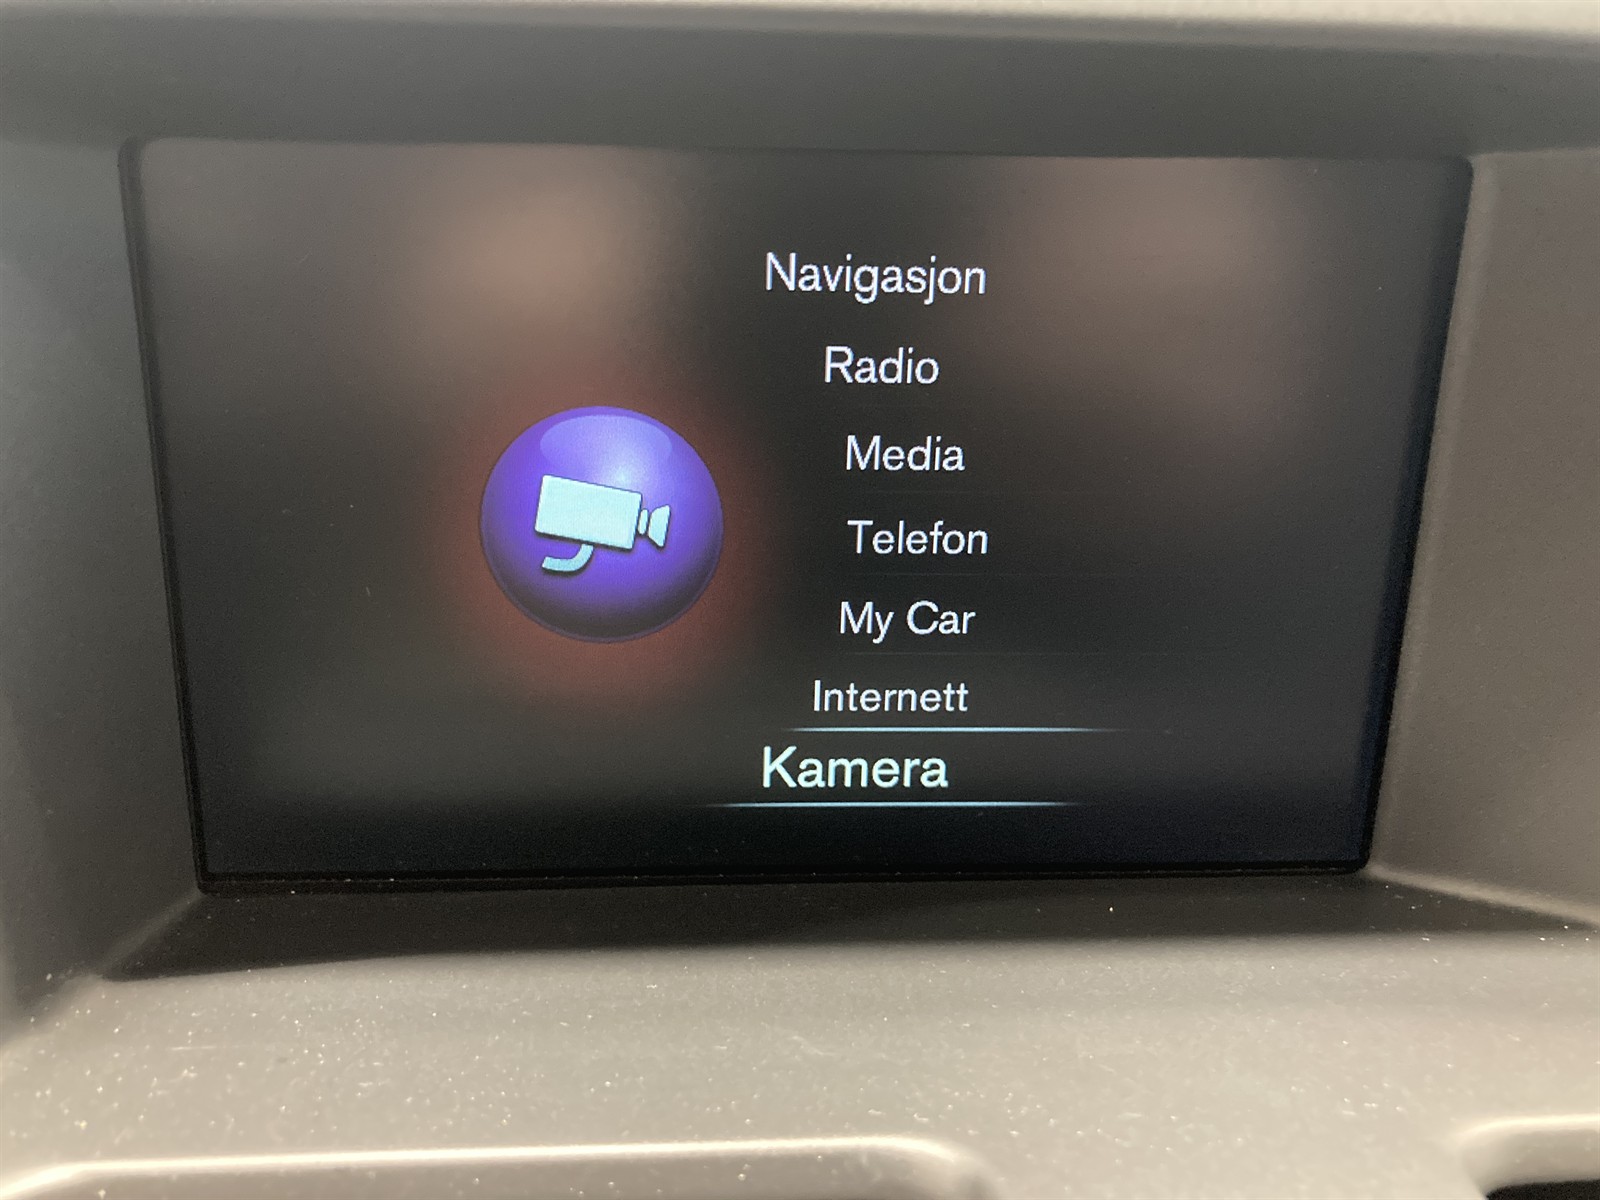 Navigasjon
Radio
Media
Telefon
My Car
Internett
Kamera